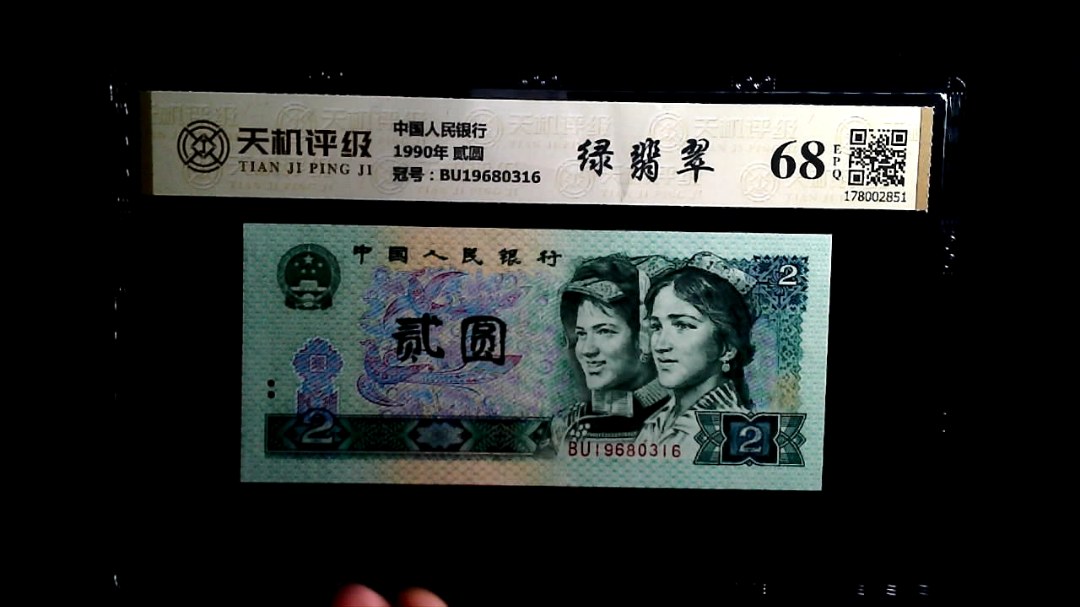 天机评级
TIAN JI PING JI
中国人民银行
1990年 贰圆
冠号：BU19680316
绿翡翠
68
EPQ
178002851
中国人民银行
2
贰圆
2
BU19680316
2